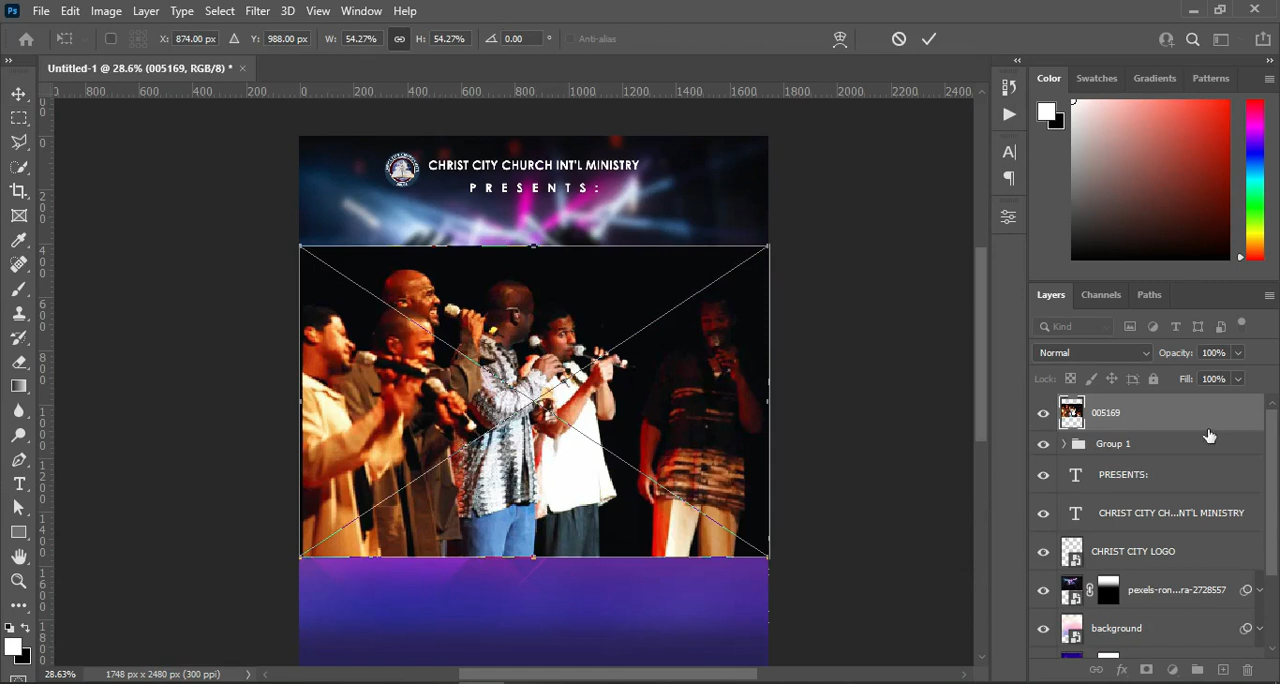 Ps File Edit Image Layer Type Select Filter 3D View Window Help
X: 874.00 px Y: 988.00 px W: 54.27% H: 54.27% 0.00 ° Anti-alias
Untitled-1 @ 28.6% (005169, RGB/8) *
800 600 400 200 0 200 400 600 800 1000 1200 1400 1600 1800 2000 2200 2400
CHRIST CITY CHURCH INT'L MINISTRY
PRESENTS:
Color Swatches Gradients Patterns
Layers Channels Paths
Kind
Normal Opacity: 100%
Lock: Fill: 100%
005169
Group 1
PRESENTS:
CHRIST CITY CH...NT'L MINISTRY
CHRIST CITY LOGO
pexels-ron...ra-2728557
background
28.63% 1748 px x 2480 px (300 ppi)